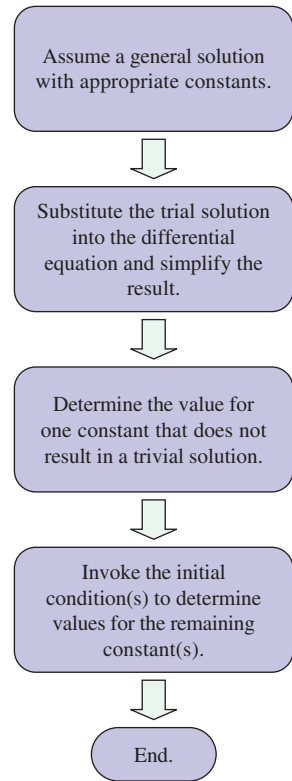 Assume a general solution
with appropriate constants.
Substitute the trial solution
into the differential
equation and simplify the
result.
Determine the value for
one constant that does not
result in a trivial solution.
Invoke the initial
condition(s) to determine
values for the remaining
constant(s).
End.